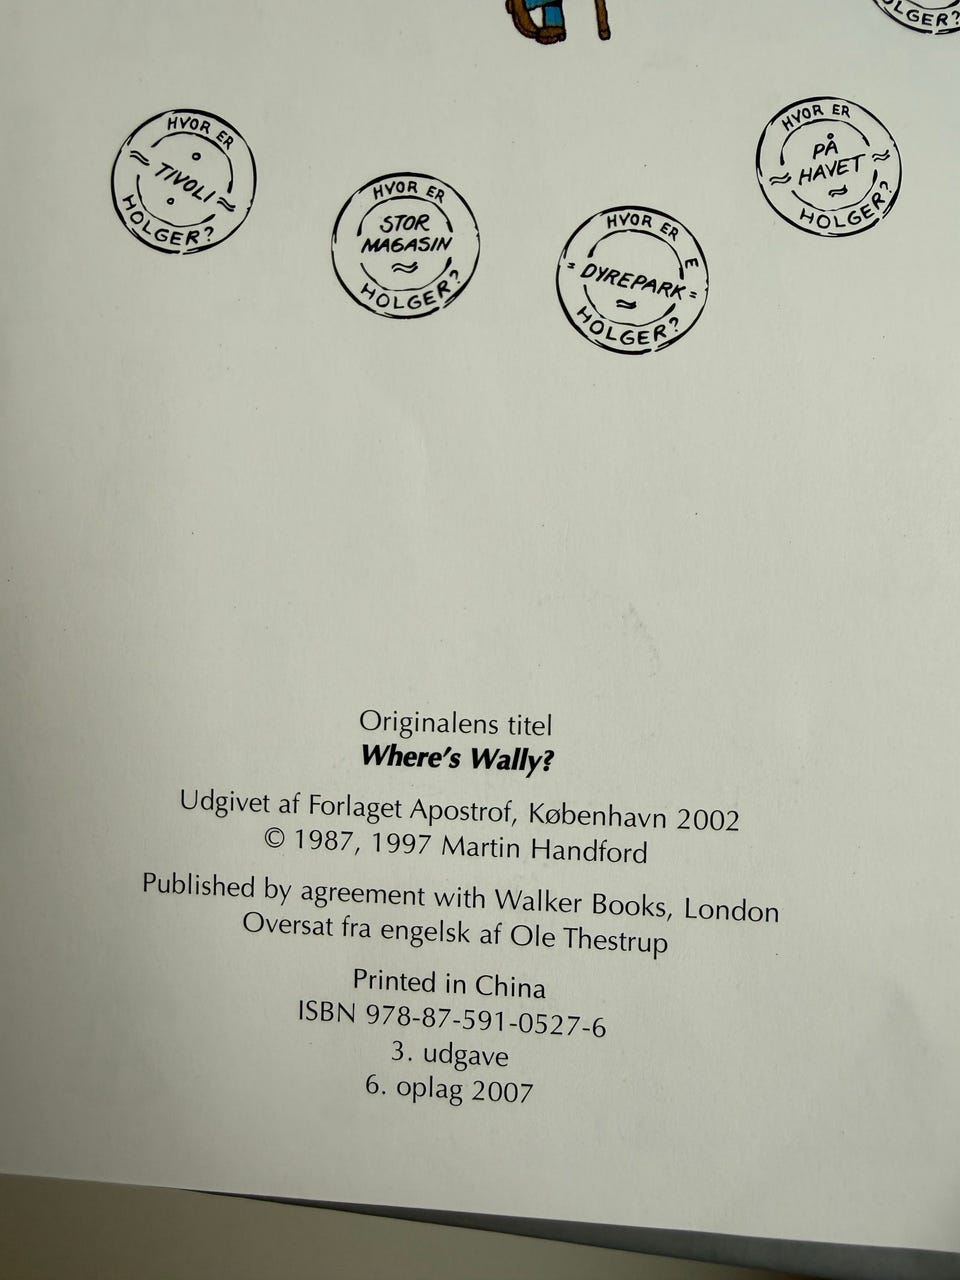 HOLGER?
HVOR ER
TIVOLI
HOLGER?
HVOR ER
STOR
MAGASIN
HOLGER?
HVOR ER E
DYREPARK
HOLGER?
HVOR ER
PÅ
HAVET
HOLGER?
Originalens titel
Where's Wally?
Udgivet af Forlaget Apostrof, København 2002
© 1987, 1997 Martin Handford
Published by agreement with Walker Books, London
Oversat fra engelsk af Ole Thestrup
Printed in China
ISBN 978-87-591-0527-6
3. udgave
6. oplag 2007